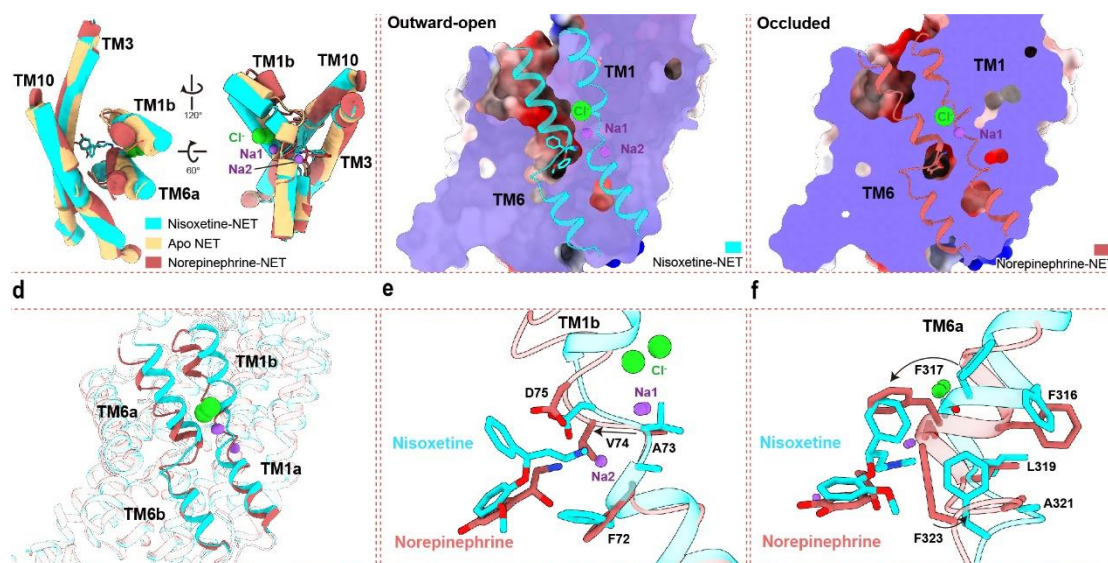 TM3
TM10
TM1b
TM6a
120°
60°
TM1b
TM10
Cl-
Na1
Na2
TM3
Nisoxetine-NET
Apo NET
Norepinephrine-NET
Outward-open
TM1
Cl-
Na1
Na2
TM6
Nisoxetine-NET
Occluded
TM1
Cl-
Na1
TM6
Norepinephrine-NET
d
TM1b
TM6a
TM1a
TM6b
e
TM1b
Cl-
D75
Na1
Nisoxetine
V74
A73
Na2
F72
Norepinephrine
f
TM6a
F317
F316
Nisoxetine
L319
A321
F323
Norepinephrine